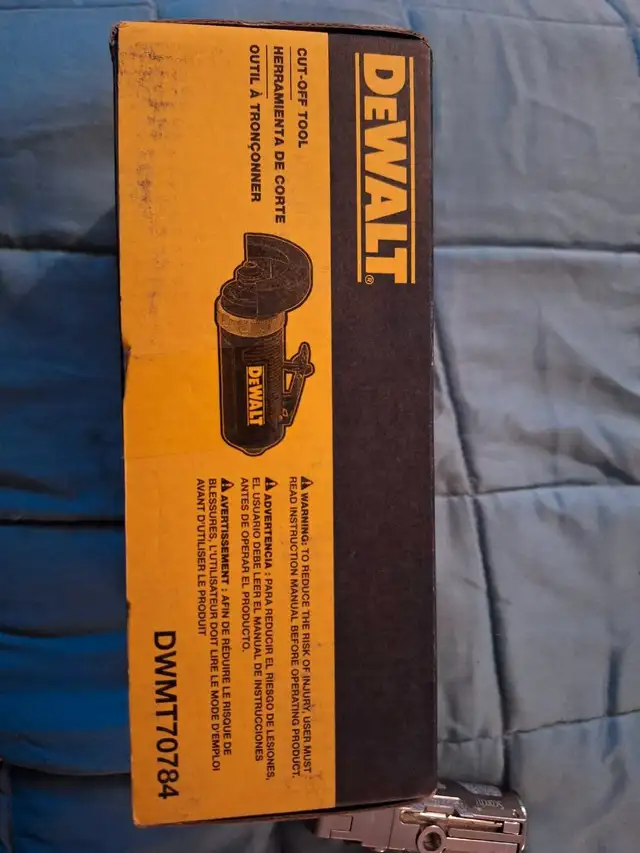 DEWALT®
CUT-OFF TOOL
HERRAMIENTA DE CORTE
OUTIL À TRONÇONNER
DEWALT
⚠ WARNING: TO REDUCE THE RISK OF INJURY, USER MUST
READ INSTRUCTION MANUAL BEFORE OPERATING PRODUCT.
⚠ ADVERTENCIA : PARA REDUCIR EL RIESGO DE LESIONES,
EL USUARIO DEBE LEER EL MANUAL DE INSTRUCCIONES
ANTES DE OPERAR EL PRODUCTO.
⚠ AVERTISSEMENT : AFIN DE RÉDUIRE LE RISQUE DE
BLESSURES, L'UTILISATEUR DOIT LIRE LE MODE D'EMPLOI
AVANT D'UTILISER LE PRODUIT
DWMT70784